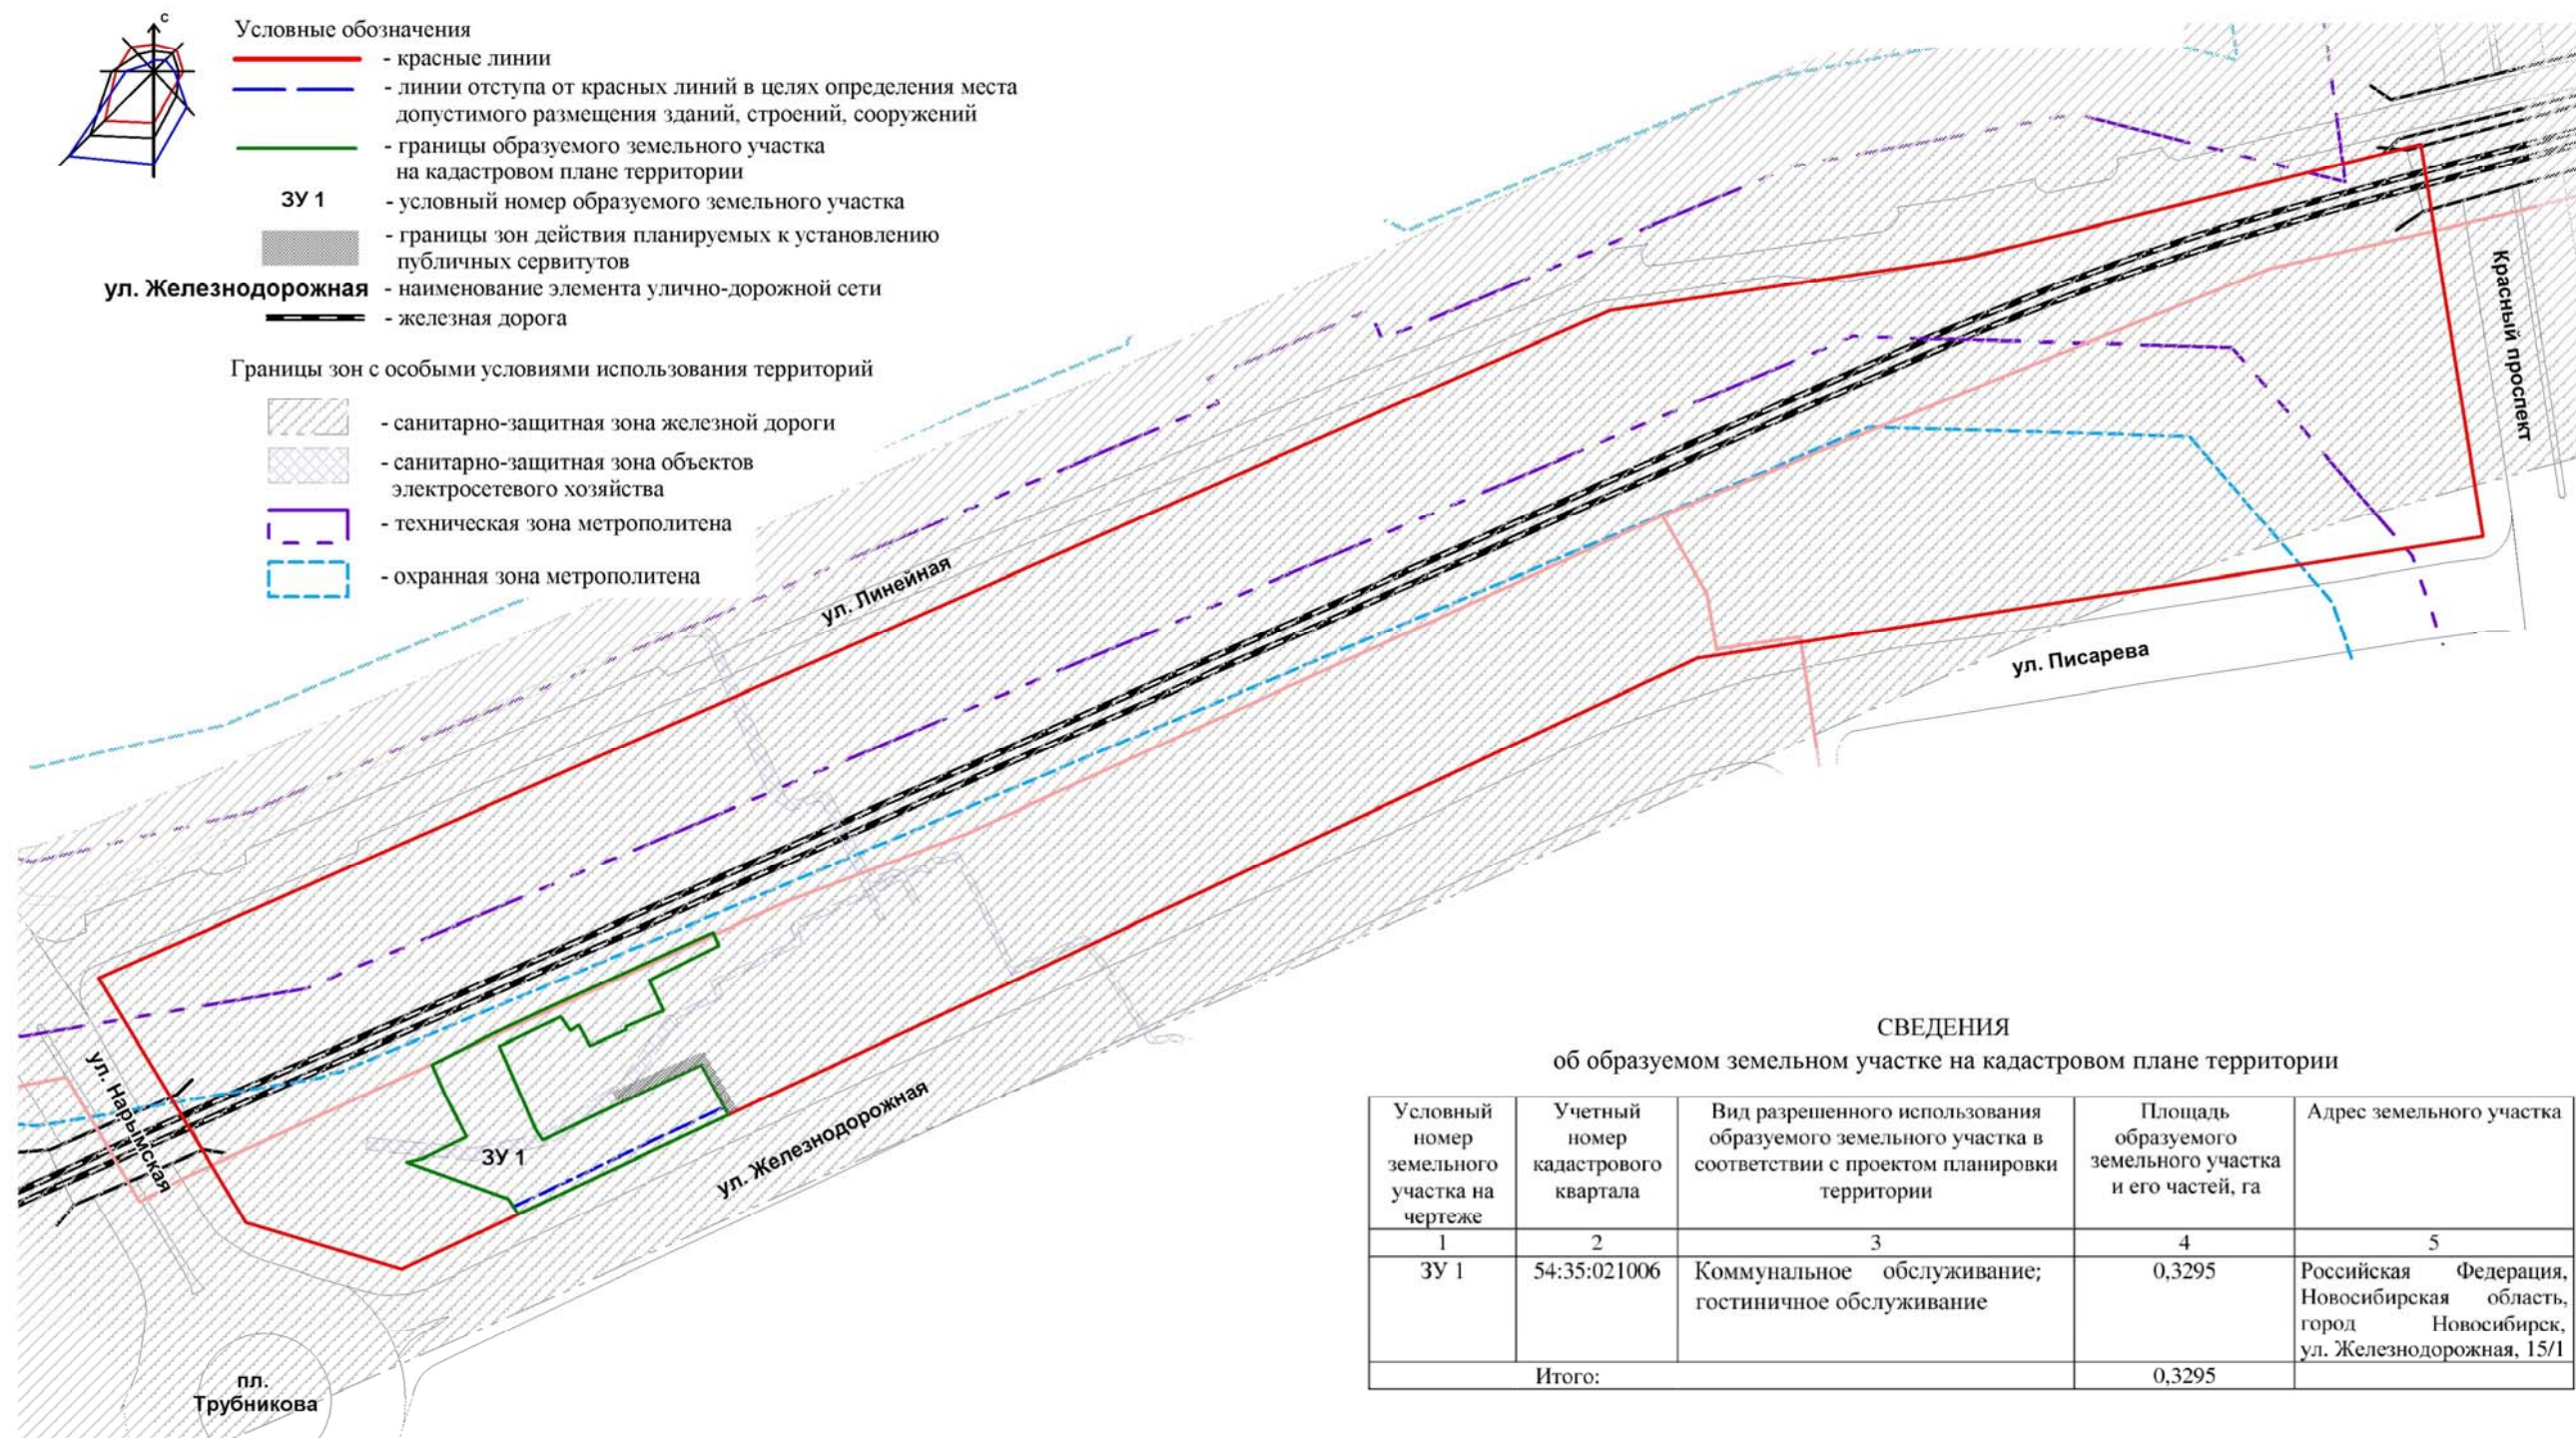 С
Условные обозначения
- красные линии
- линии отступа от красных линий в целях определения места
допустимого размещения зданий, строений, сооружений
- границы образуемого земельного участка
на кадастровом плане территории
ЗУ 1 - условный номер образуемого земельного участка
- границы зон действия планируемых к установлению
публичных сервитутов
ул. Железнодорожная - наименование элемента улично-дорожной сети
- железная дорога
Границы зон с особыми условиями использования территорий
- санитарно-защитная зона железной дороги
- санитарно-защитная зона объектов
электросетевого хозяйства
- техническая зона метрополитена
- охранная зона метрополитена
Красный проспект
ул. Линейная
ул. Писарева
ул. Нарымская
ЗУ 1
ул. Железнодорожная
пл.
Трубникова
СВЕДЕНИЯ
об образуемом земельном участке на кадастровом плане территории
Условный
номер
земельного
участка на
чертеже
Учетный
номер
кадастрового
квартала
Вид разрешенного использования
образуемого земельного участка в
соответствии с проектом планировки
территории
Площадь
образуемого
земельного участка
и его частей, га
Адрес земельного участка
1 2 3 4 5
ЗУ 1
54:35:021006
Коммунальное обслуживание;
гостиничное обслуживание
0,3295
Российская Федерация,
Новосибирская область,
город Новосибирск,
ул. Железнодорожная, 15/1
Итого: 0,3295